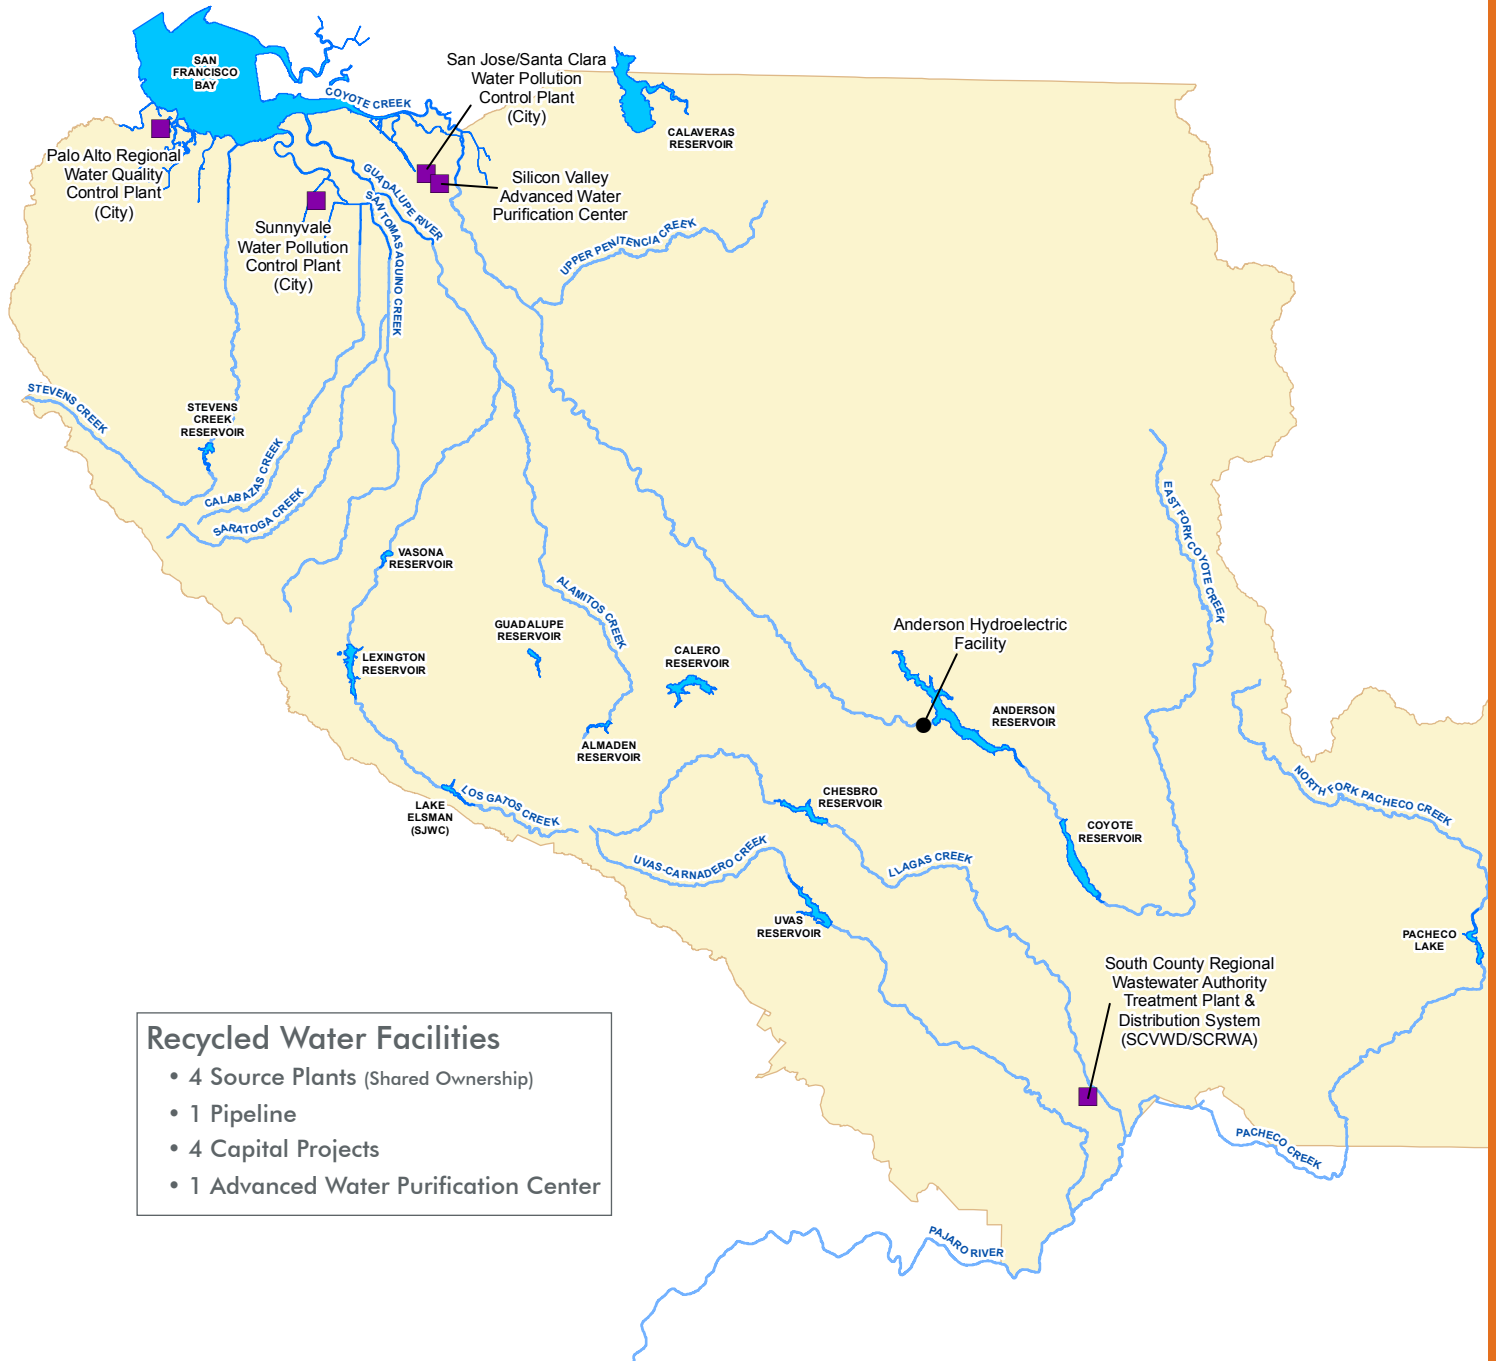 SAN
FRANCISCO
BAY
COYOTE CREEK
San Jose/Santa Clara
Water Pollution
Control Plant
(City)
CALAVERAS
RESERVOIR
Palo Alto Regional
Water Quality
Control Plant
(City)
Silicon Valley
Advanced Water
Purification Center
GUADALUPE RIVER
SAN TOMAS AQUINO CREEK
Sunnyvale
Water Pollution
Control Plant
(City)
UPPER PENITENCIA CREEK
STEVENS CREEK
STEVENS
CREEK
RESERVOIR
CALABAZAS CREEK
SARATOGA CREEK
EAST FORK COYOTE CREEK
VASONA
RESERVOIR
ALAMITOS CREEK
GUADALUPE
RESERVOIR
CALERO
RESERVOIR
LEXINGTON
RESERVOIR
Anderson Hydroelectric
Facility
ANDERSON
RESERVOIR
ALMADEN
RESERVOIR
NORTH FORK PACHECO CREEK
LAKE
ELSMAN
(SJWC)
LOS GATOS CREEK
CHESBRO
RESERVOIR
COYOTE
RESERVOIR
UVAS-CARNADERO CREEK
LLAGAS CREEK
UVAS
RESERVOIR
PACHECO
LAKE
South County Regional
Wastewater Authority
Treatment Plant &
Distribution System
(SCVWD/SCRWA)
PACHECO CREEK
PAJARO RIVER
Recycled Water Facilities
• 4 Source Plants (Shared Ownership)
• 1 Pipeline
• 4 Capital Projects
• 1 Advanced Water Purification Center